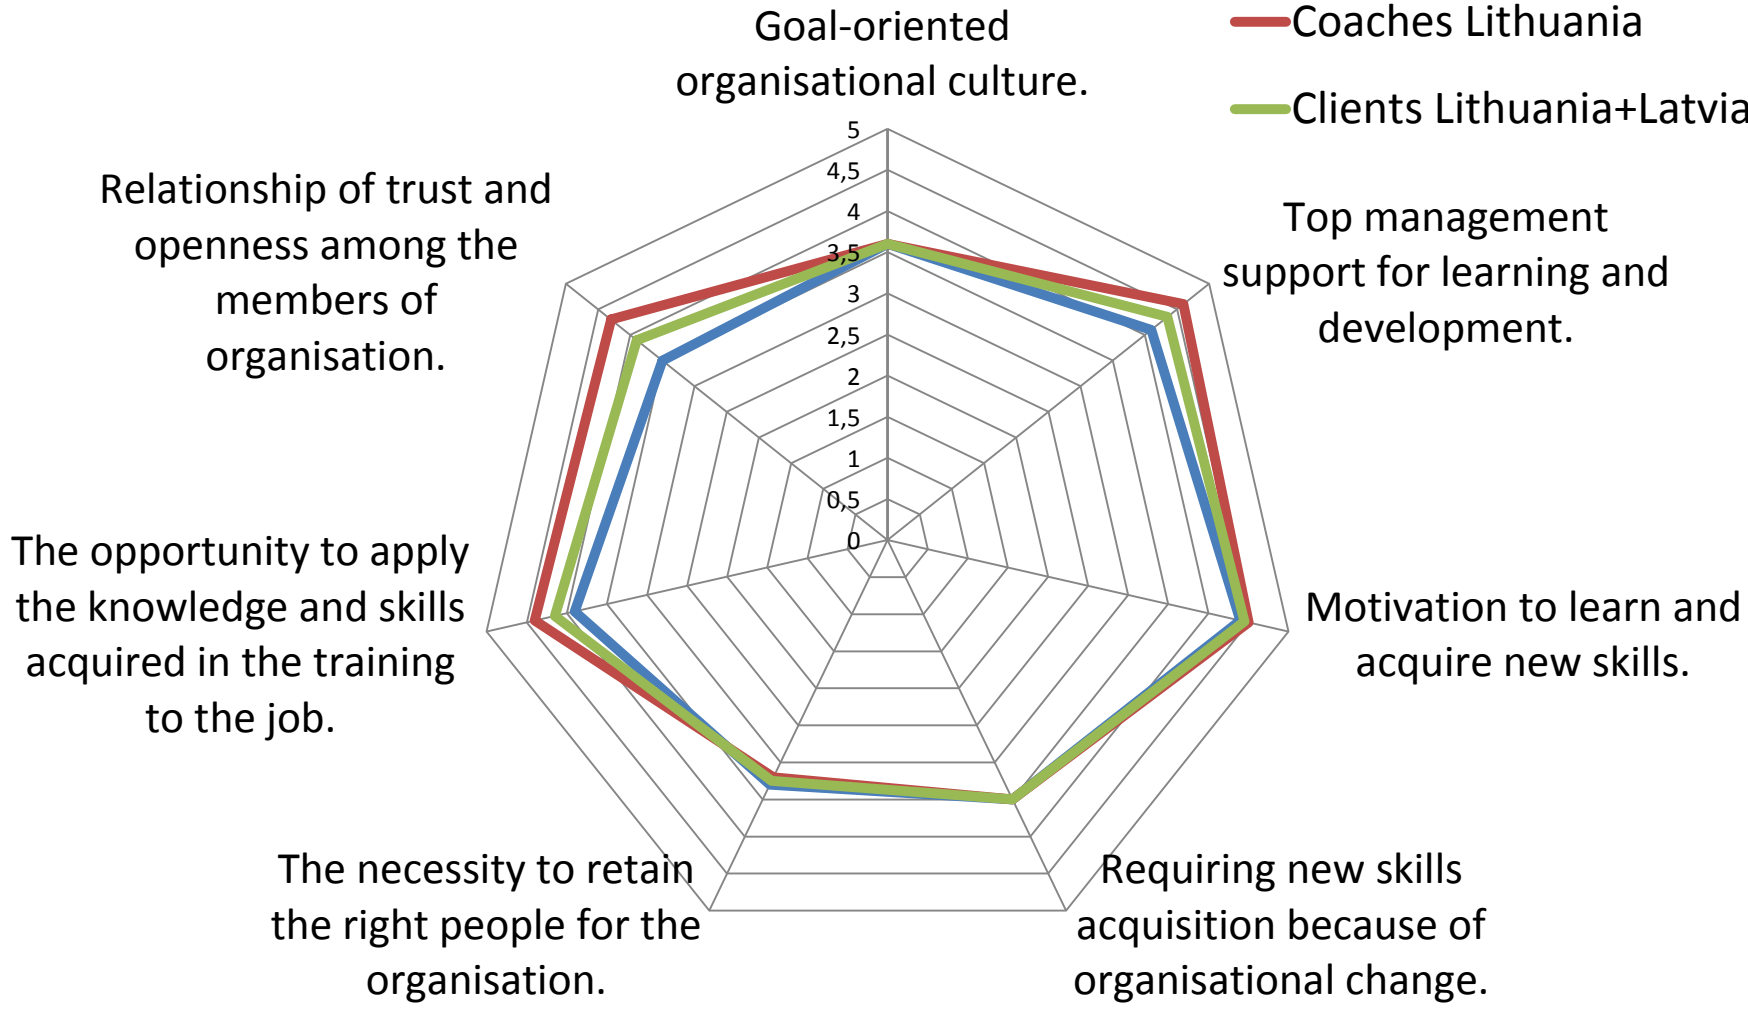 Goal-oriented
organisational culture.
Coaches Lithuania
Clients Lithuania+Latvia
5
4,5
4
3,5
3
2,5
2
1,5
1
0,5
0
Top management
support for learning and
development.
Motivation to learn and
acquire new skills.
Requiring new skills
acquisition because of
organisational change.
The necessity to retain
the right people for the
organisation.
The opportunity to apply
the knowledge and skills
acquired in the training
to the job.
Relationship of trust and
openness among the
members of
organisation.